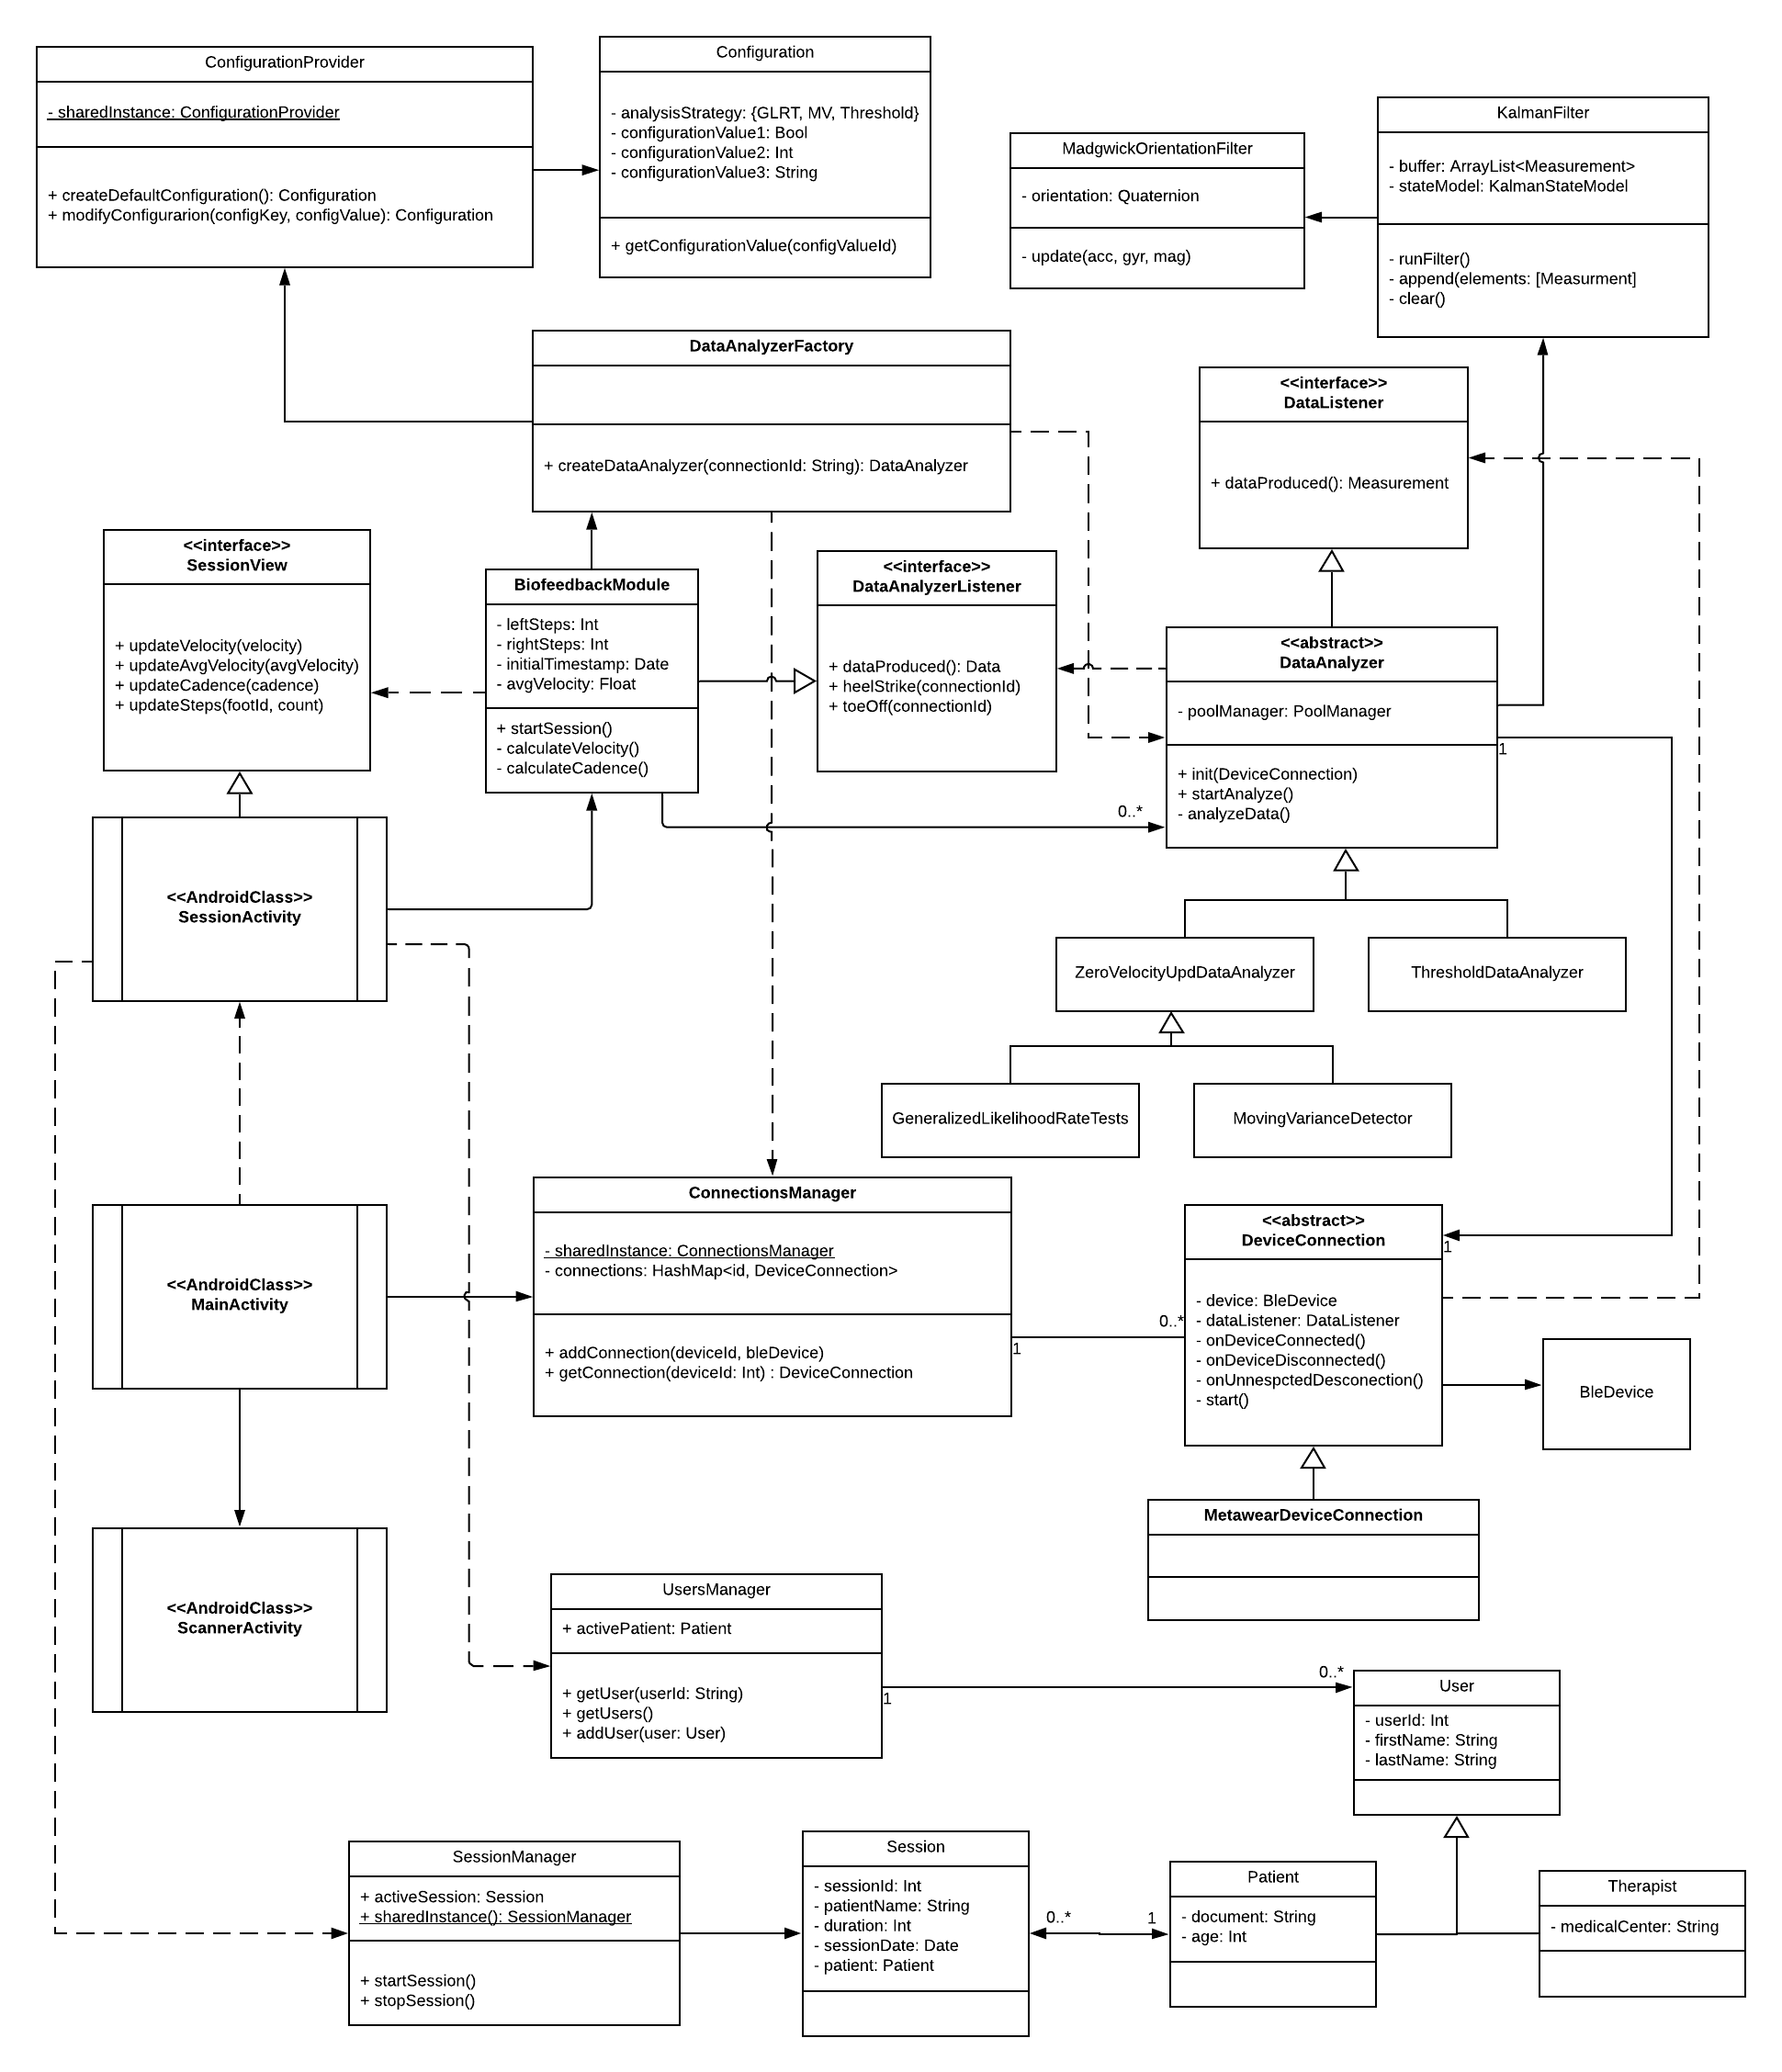 ConfigurationProvider
- sharedInstance: ConfigurationProvider
+ createDefaultConfiguration(): Configuration
+ modifyConfigurarion(configKey, configValue): Configuration
Configuration
- analysisStrategy: {GLRT, MV, Threshold}
- configurationValue1: Bool
- configurationValue2: Int
- configurationValue3: String
+ getConfigurationValue(configValueId)
MadgwickOrientationFilter
- orientation: Quaternion
- update(acc, gyr, mag)
KalmanFilter
- buffer: ArrayList<Measurement>
- stateModel: KalmanStateModel
- runFilter()
- append(elements: [Measurment]
- clear()
DataAnalyzerFactory
+ createDataAnalyzer(connectionId: String): DataAnalyzer
<<interface>>
DataListener
+ dataProduced(): Measurement
<<interface>>
SessionView
+ updateVelocity(velocity)
+ updateAvgVelocity(avgVelocity)
+ updateCadence(cadence)
+ updateSteps(footId, count)
BiofeedbackModule
- leftSteps: Int
- rightSteps: Int
- initialTimestamp: Date
- avgVelocity: Float
+ startSession()
- calculateVelocity()
- calculateCadence()
<<interface>>
DataAnalyzerListener
+ dataProduced(): Data
+ heelStrike(connectionId)
+ toeOff(connectionId)
<<abstract>>
DataAnalyzer
- poolManager: PoolManager
+ init(DeviceConnection)
+ startAnalyze()
- analyzeData()
1
0..*
<<AndroidClass>>
SessionActivity
ZeroVelocityUpdDataAnalyzer
ThresholdDataAnalyzer
GeneralizedLikelihoodRateTests
MovingVarianceDetector
<<AndroidClass>>
MainActivity
ConnectionsManager
- sharedInstance: ConnectionsManager
- connections: HashMap<id, DeviceConnection>
+ addConnection(deviceId, bleDevice)
+ getConnection(deviceId: Int) : DeviceConnection
1
0..*
<<abstract>>
DeviceConnection
- device: BleDevice
- dataListener: DataListener
- onDeviceConnected()
- onDeviceDisconnected()
- onUnnespctedDesconection()
- start()
1
BleDevice
MetawearDeviceConnection
<<AndroidClass>>
ScannerActivity
UsersManager
+ activePatient: Patient
+ getUser(userId: String)
+ getUsers()
+ addUser(user: User)
1
0..*
User
- userId: Int
- firstName: String
- lastName: String
SessionManager
+ activeSession: Session
+ sharedInstance(): SessionManager
+ startSession()
+ stopSession()
Session
- sessionId: Int
- patientName: String
- duration: Int
- sessionDate: Date
- patient: Patient
0..*
1
Patient
- document: String
- age: Int
Therapist
- medicalCenter: String